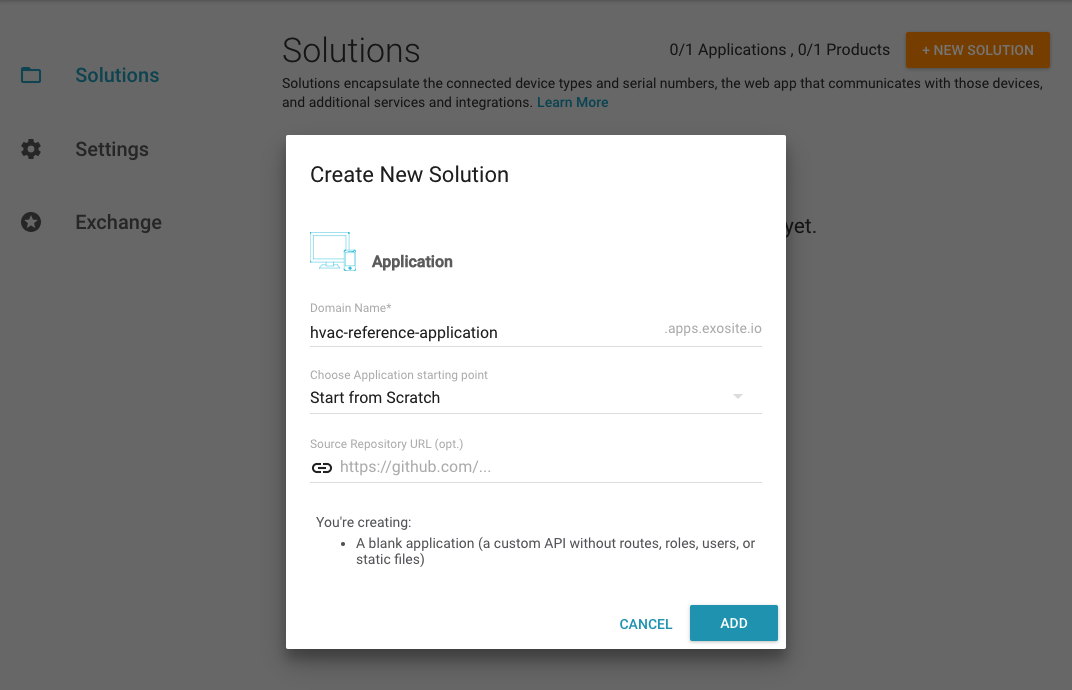 Solutions
0/1 Applications , 0/1 Products
+ NEW SOLUTION
Solutions
Solutions encapsulate the connected device types and serial numbers, the web app that communicates with those devices,
and additional services and integrations. Learn More
Settings
Exchange
yet.
Create New Solution
Application
Domain Name*
hvac-reference-application
.apps.exosite.io
Choose Application starting point
Start from Scratch
Source Repository URL (opt.)
https://github.com/...
You're creating:
• A blank application (a custom API without routes, roles, users, or
static files)
CANCEL
ADD